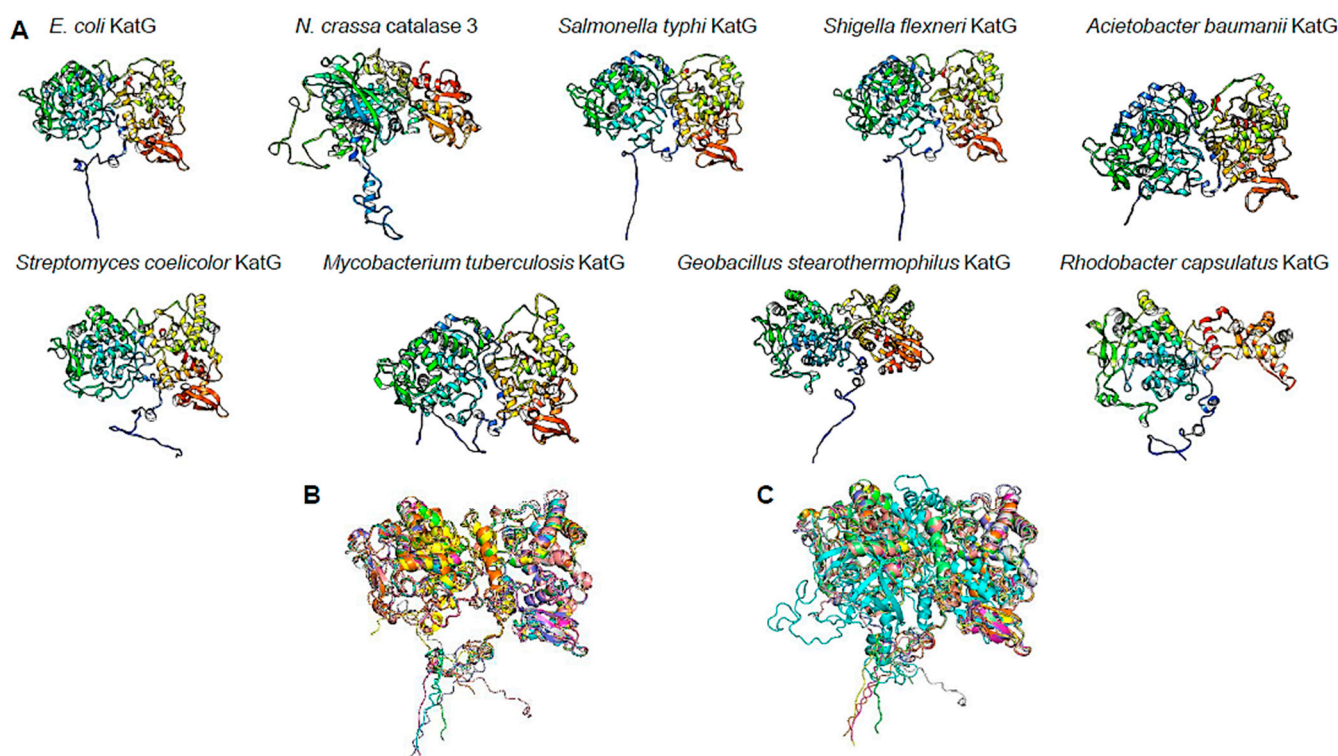 A
E. coli KatG
N. crassa catalase 3
Salmonella typhi KatG
Shigella flexneri KatG
Acietobacter baumanii KatG
Streptomyces coelicolor KatG
Mycobacterium tuberculosis KatG
Geobacillus stearothermophilus KatG
Rhodobacter capsulatus KatG
B
C